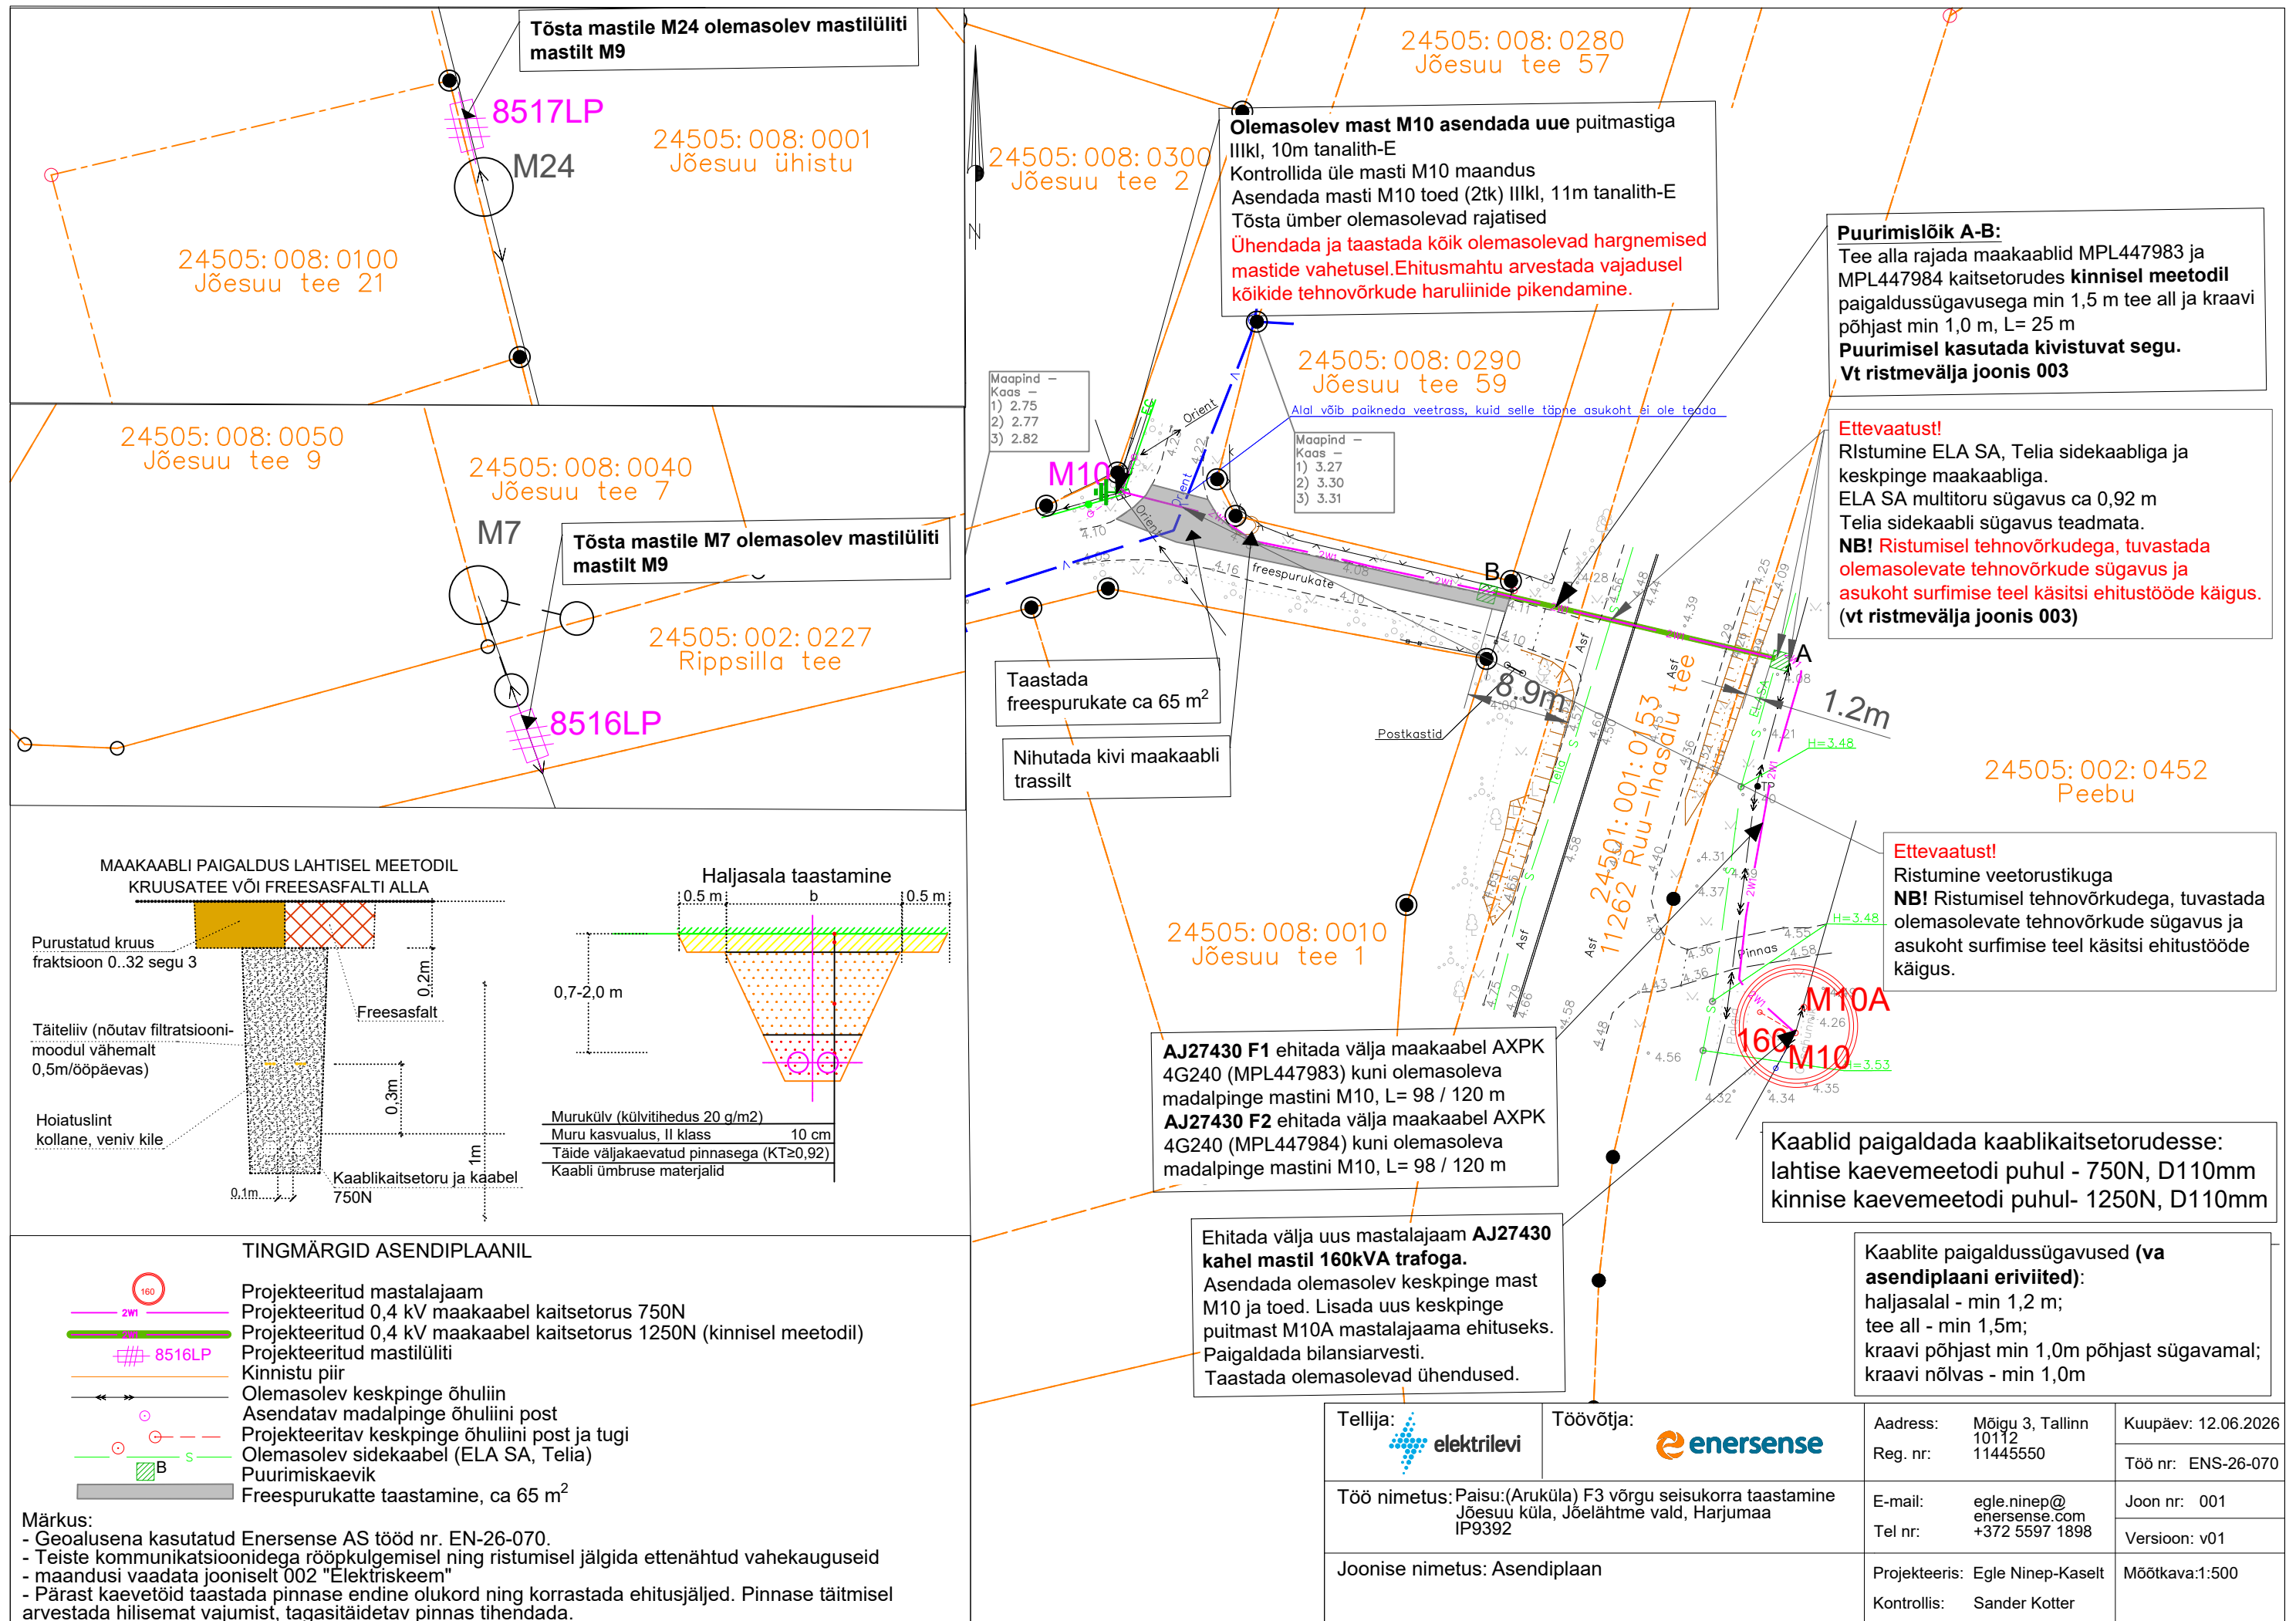 Tõsta mastile M24 olemasolev mastilüliti
mastilt M9
8517LP
M24
24505:008:0001
Jõesuu ühistu
24505:008:0100
Jõesuu tee 21
24505:008:0050
Jõesuu tee 9
24505:008:0040
Jõesuu tee 7
M7
Tõsta mastile M7 olemasolev mastilüliti
mastilt M9
24505:002:0227
Rippsilla tee
8516LP
MAAKAABLI PAIGALDUS LAHTISEL MEETODIL
KRUUSATEE VÕI FREESASFALTI ALLA
Purustatud kruus
fraktsioon 0..32 segu 3
0,2m
Freesasfalt
Täiteliiv (nõutav filtratsiooni-
moodul vähemalt
0,5m/ööpäevas)
0,3m
Hoiatuslint
kollane, veniv kile
1m
Kaablikaitsetoru ja kaabel
750N
0,1m
Haljasala taastamine
0.5 m
b
0.5 m
0,7-2,0 m
Murukülv (külvitihedus 20 g/m2)
Muru kasvualus, II klass 10 cm
Täide väljakaevatud pinnasega (KT≥0,92)
Kaabli ümbruse materjalid
TINGMÄRGID ASENDIPLAANIL
160
Projekteeritud mastalajaam
2W1
Projekteeritud 0,4 kV maakaabel kaitsetorus 750N
2W1
Projekteeritud 0,4 kV maakaabel kaitsetorus 1250N (kinnisel meetodil)
8516LP
Projekteeritud mastilüliti
Kinnistu piir
Olemasolev keskpinge õhuliin
Asendatav madalpinge õhuliini post
Projekteeritav keskpinge õhuliini post ja tugi
S
Olemasolev sidekaabel (ELA SA, Telia)
B
Puurimiskaevik
Freespurukatte taastamine, ca 65 m2
Märkus:
- Geoalusena kasutatud Enersense AS tööd nr. EN-26-070.
- Teiste kommunikatsioonidega rööpkulgemisel ning ristumisel jälgida ettenähtud vahekauguseid
- maandusi vaadata jooniselt 002 "Elektriskeem"
- Pärast kaevetöid taastada pinnase endine olukord ning korrastada ehitusjäljed. Pinnase täitmisel
arvestada hilisemat vajumist, tagasitäidetav pinnas tihendada.
24505:008:0280
Jõesuu tee 57
24505:008:0300
Jõesuu tee 2
N
Olemasolev mast M10 asendada uue puitmastiga
IIIkl, 10m tanalith-E
Kontrollida üle masti M10 maandus
Asendada masti M10 toed (2tk) IIIkl, 11m tanalith-E
Tõsta ümber olemasolevad rajatised
Ühendada ja taastada kõik olemasolevad hargnemised
mastide vahetusel.Ehitusmahtu arvestada vajadusel
kõikide tehnovõrkude haruliinide pikendamine.
Puurimislõik A-B:
Tee alla rajada maakaablid MPL447983 ja
MPL447984 kaitsetorudes kinnisel meetodil
paigaldussügavusega min 1,5 m tee all ja kraavi
põhjast min 1,0 m, L= 25 m
Puurimisel kasutada kivistuvat segu.
Vt ristmevälja joonis 003
24505:008:0290
Jõesuu tee 59
Alal võib paikneda veetrass, kuid selle täpne asukoht ei ole teada
Maapind –
Kaas –
1) 2.75
2) 2.77
3) 2.82
Maapind –
Kaas –
1) 3.27
2) 3.30
3) 3.31
Orient
M10
Ettevaatust!
RIstumine ELA SA, Telia sidekaabliga ja
keskpinge maakaabliga.
ELA SA multitoru sügavus ca 0,92 m
Telia sidekaabli sügavus teadmata.
NB! Ristumisel tehnovõrkudega, tuvastada
olemasolevate tehnovõrkude sügavus ja
asukoht surfimise teel käsitsi ehitustööde käigus.
(vt ristmevälja joonis 003)
freespurukate
B
A
Taastada
freespurukate ca 65 m2
Nihutada kivi maakaabli
trassilt
8.9m
1.2m
Postkastid
H=3.48
24501:001:0153
11262 Ruu-Ihasalu tee
24505:002:0452
Peebu
Ettevaatust!
Ristumine veetorustikuga
NB! Ristumisel tehnovõrkudega, tuvastada
olemasolevate tehnovõrkude sügavus ja
asukoht surfimise teel käsitsi ehitustööde
käigus.
24505:008:0010
Jõesuu tee 1
H=3.48
Pinnas
M10A
160
M10
H=3.53
AJ27430 F1 ehitada välja maakaabel AXPK
4G240 (MPL447983) kuni olemasoleva
madalpinge mastini M10, L= 98 / 120 m
AJ27430 F2 ehitada välja maakaabel AXPK
4G240 (MPL447984) kuni olemasoleva
madalpinge mastini M10, L= 98 / 120 m
Kaablid paigaldada kaablikaitsetorudesse:
lahtise kaevemeetodi puhul - 750N, D110mm
kinnise kaevemeetodi puhul- 1250N, D110mm
Ehitada välja uus mastalajaam AJ27430
kahel mastil 160kVA trafoga.
Asendada olemasolev keskpinge mast
M10 ja toed. Lisada uus keskpinge
puitmast M10A mastalajaama ehituseks.
Paigaldada bilansiarvesti.
Taastada olemasolevad ühendused.
Kaablite paigaldussügavused (va
asendiplaani eriviited):
haljasalal - min 1,2 m;
tee all - min 1,5m;
kraavi põhjast min 1,0m põhjast sügavamal;
kraavi nõlvas - min 1,0m
Tellija:
elektrilevi
Töövõtja:
enersense
Aadress: Mõigu 3, Tallinn
10112
Reg. nr: 11445550
Kuupäev: 12.06.2026
Töö nr: ENS-26-070
Töö nimetus: Paisu:(Aruküla) F3 võrgu seisukorra taastamine
Jõesuu küla, Jõelähtme vald, Harjumaa
IP9392
E-mail: egle.ninep@
enersense.com
Tel nr: +372 5597 1898
Joon nr: 001
Versioon: v01
Joonise nimetus: Asendiplaan
Projekteeris: Egle Ninep-Kaselt
Kontrollis: Sander Kotter
Mõõtkava:1:500